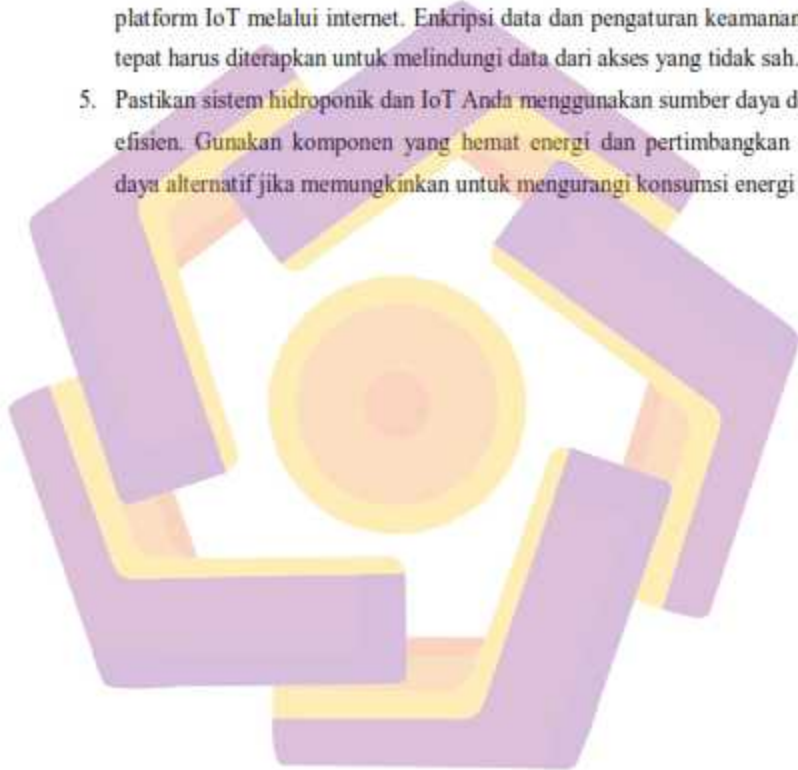 platform IoT melalui internet. Enkripsi data dan pengaturan keamanan
tepat harus diterapkan untuk melindungi data dari akses yang tidak sah.
5. Pastikan sistem hidroponik dan IoT Anda menggunakan sumber daya
efisien. Gunakan komponen yang hemat energi dan pertimbangkan
daya alternatif jika memungkinkan untuk mengurangi konsumsi energi